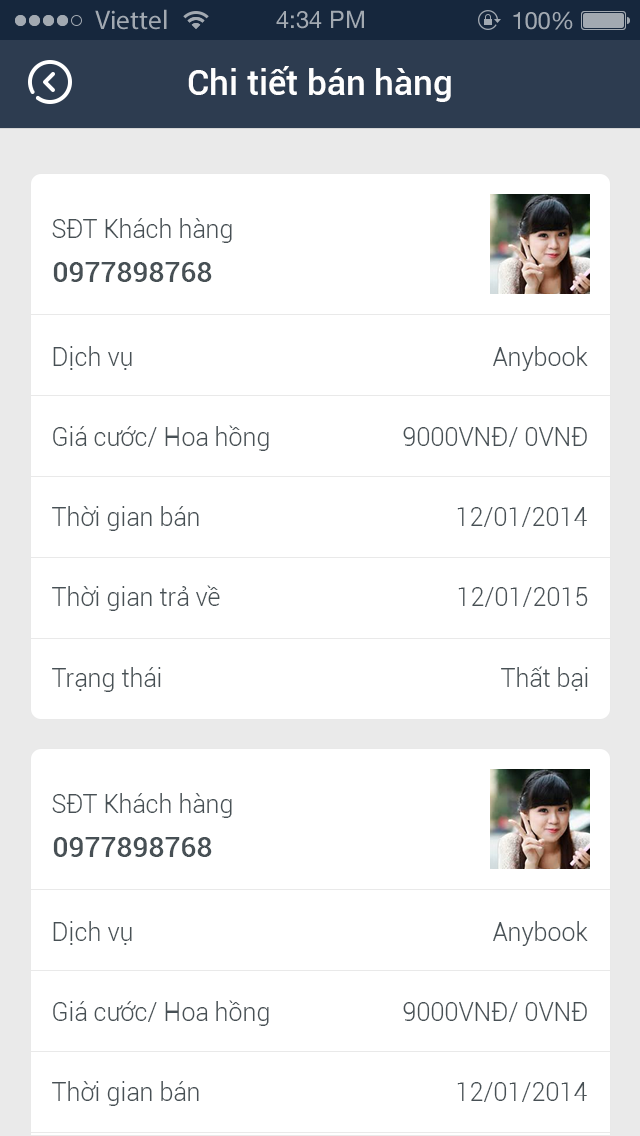 Viettel 4:34 PM 100%
Chi tiết bán hàng
SĐT Khách hàng
0977898768
Dịch vụ Anybook
Giá cước/ Hoa hồng 9000VNĐ/ 0VNĐ
Thời gian bán 12/01/2014
Thời gian trả về 12/01/2015
Trạng thái Thất bại
SĐT Khách hàng
0977898768
Dịch vụ Anybook
Giá cước/ Hoa hồng 9000VNĐ/ 0VNĐ
Thời gian bán 12/01/2014